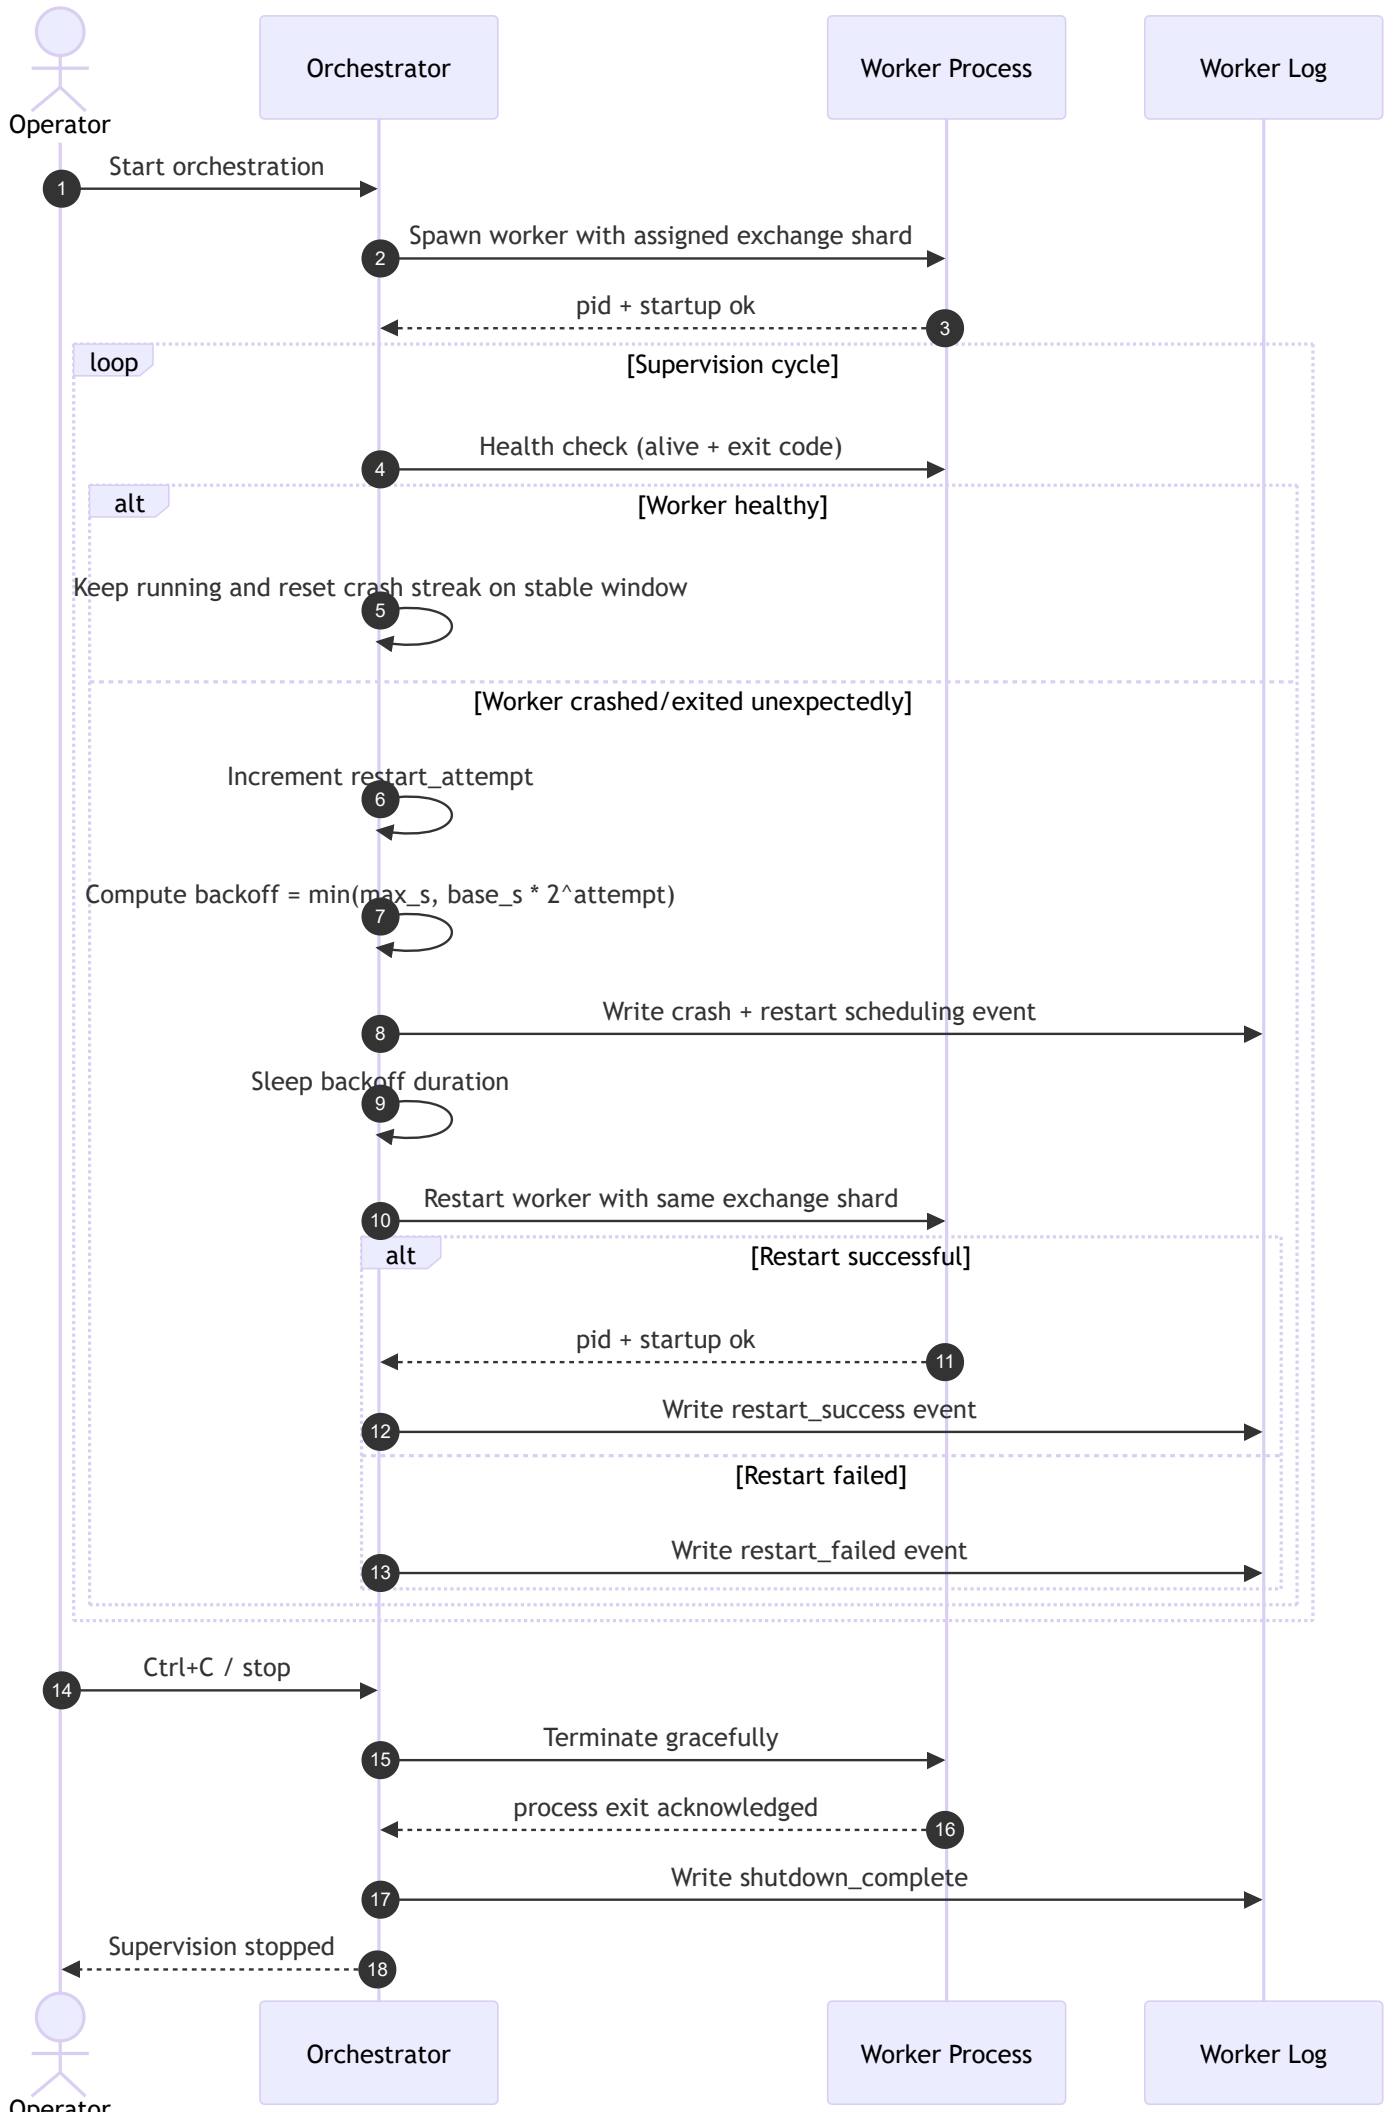 Operator
Orchestrator
Worker Process
Worker Log
1
Start orchestration
2
Spawn worker with assigned exchange shard
pid + startup ok
3
loop
[Supervision cycle]
Health check (alive + exit code)
4
alt
[Worker healthy]
Keep running and reset crash streak on stable window
5
[Worker crashed/exited unexpectedly]
Increment restart_attempt
6
Compute backoff = min(max_s, base_s * 2^attempt)
7
Write crash + restart scheduling event
8
Sleep backoff duration
9
Restart worker with same exchange shard
10
alt
[Restart successful]
pid + startup ok
11
Write restart_success event
12
[Restart failed]
Write restart_failed event
13
Ctrl+C / stop
14
Terminate gracefully
15
process exit acknowledged
16
Write shutdown_complete
17
Supervision stopped
18
Orchestrator
Worker Process
Worker Log
Operator